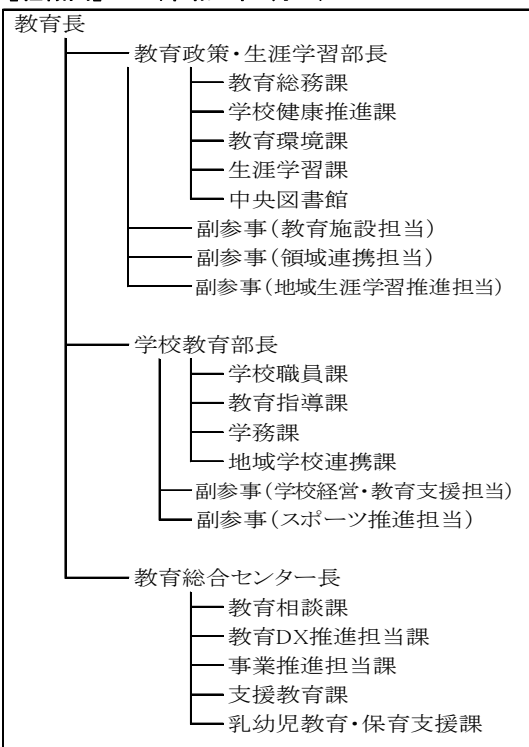 教育長
教育政策・生涯学習部長
教育総務課
学校健康推進課
教育環境課
生涯学習課
中央図書館
副参事(教育施設担当)
副参事(領域連携担当)
副参事(地域生涯学習推進担当)
学校教育部長
学校職員課
教育指導課
学務課
地域学校連携課
副参事(学校経営・教育支援担当)
副参事(スポーツ推進担当)
教育総合センター長
教育相談課
教育DX推進担当課
事業推進担当課
支援教育課
乳幼児教育・保育支援課